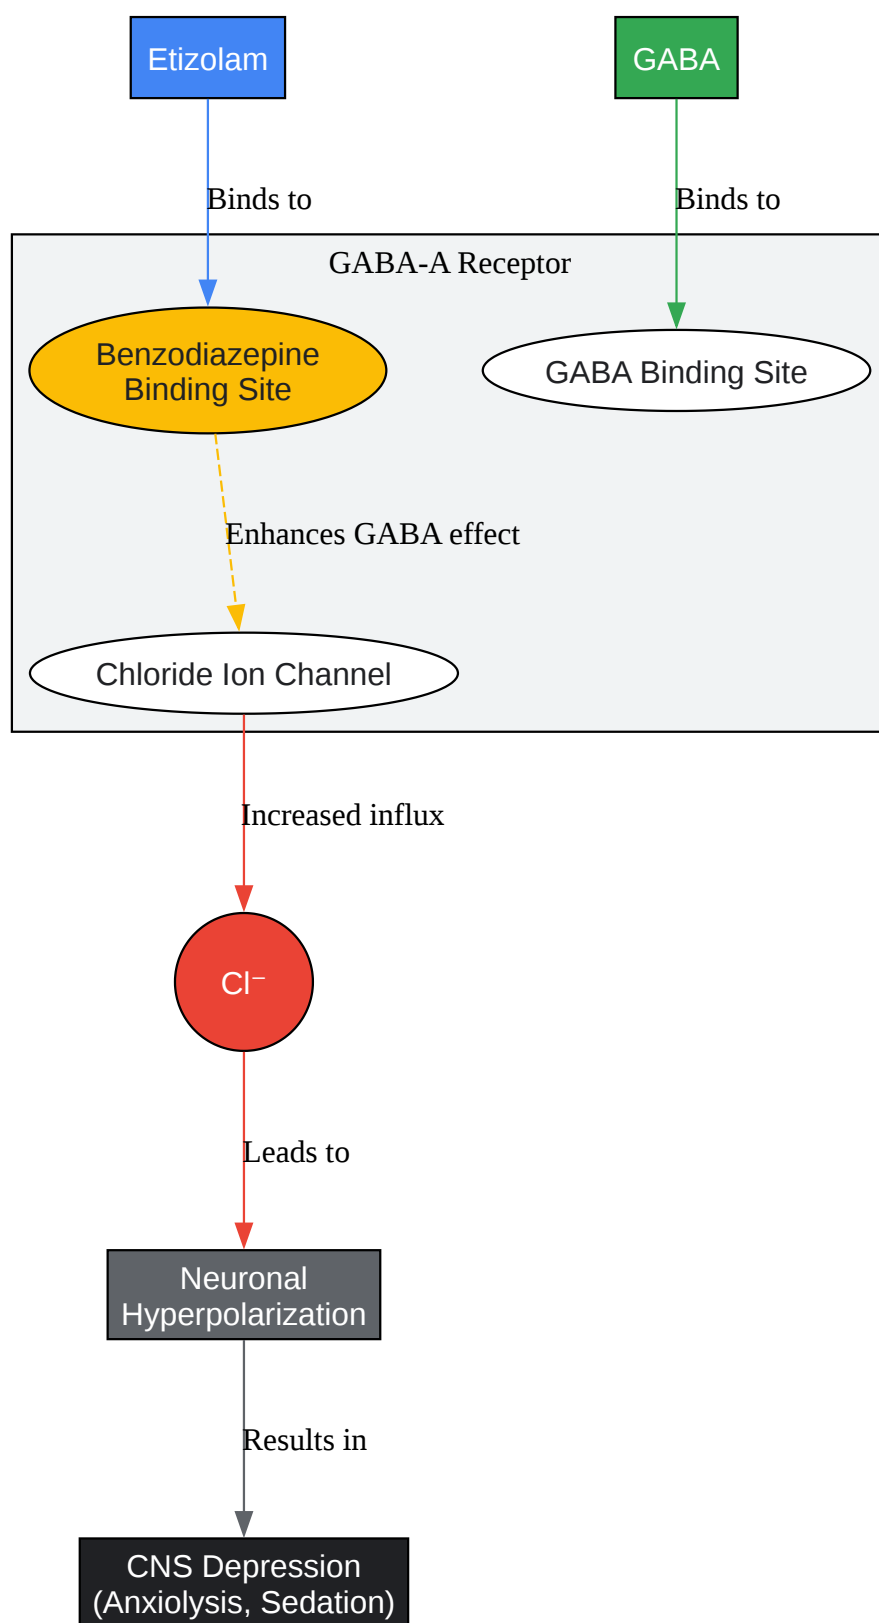 Etizolam
GABA
Binds to
Binds to
GABA-A Receptor
Benzodiazepine
Binding Site
GABA Binding Site
Enhances GABA effect
Chloride Ion Channel
Increased influx
Cl⁻
Leads to
Neuronal
Hyperpolarization
Results in
CNS Depression
(Anxiolysis, Sedation)